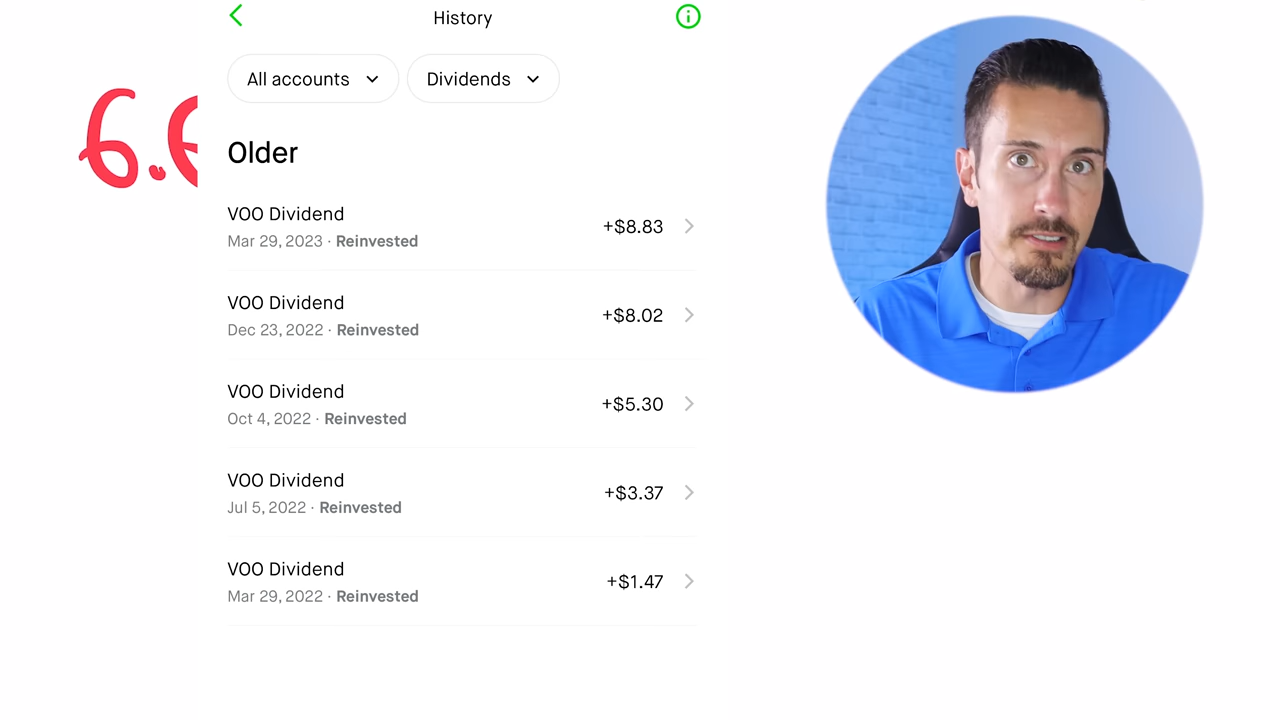 History
All accounts
Dividends
6.6
Older
VOO Dividend
+$8.83
Mar 29, 2023 · Reinvested
VOO Dividend
+$8.02
Dec 23, 2022 · Reinvested
VOO Dividend
+$5.30
Oct 4, 2022 · Reinvested
VOO Dividend
+$3.37
Jul 5, 2022 · Reinvested
VOO Dividend
+$1.47
Mar 29, 2022 · Reinvested